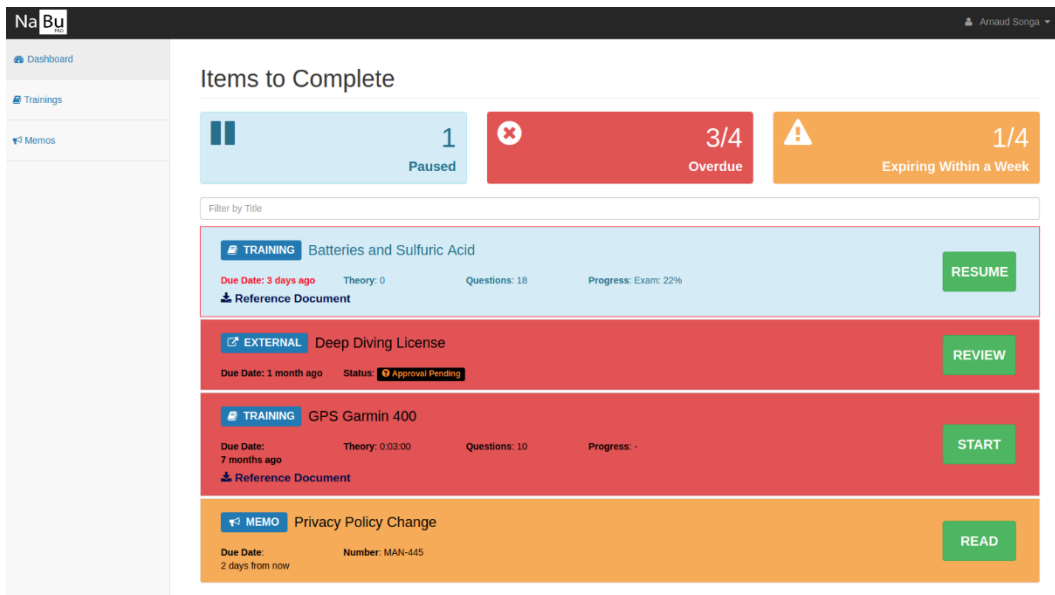 NaBu
PRO
Arnaud Songa
Dashboard
Trainings
Memos
Items to Complete
1
Paused
3/4
Overdue
1/4
Expiring Within a Week
Filter by Title
TRAINING Batteries and Sulfuric Acid
Due Date: 3 days ago Theory: 0 Questions: 18 Progress: Exam: 22%
Reference Document
RESUME
EXTERNAL Deep Diving License
Due Date: 1 month ago Status: Approval Pending
REVIEW
TRAINING GPS Garmin 400
Due Date: Theory: 0:03:00 Questions: 10 Progress: -
7 months ago
Reference Document
START
MEMO Privacy Policy Change
Due Date: Number: MAN-445
2 days from now
READ